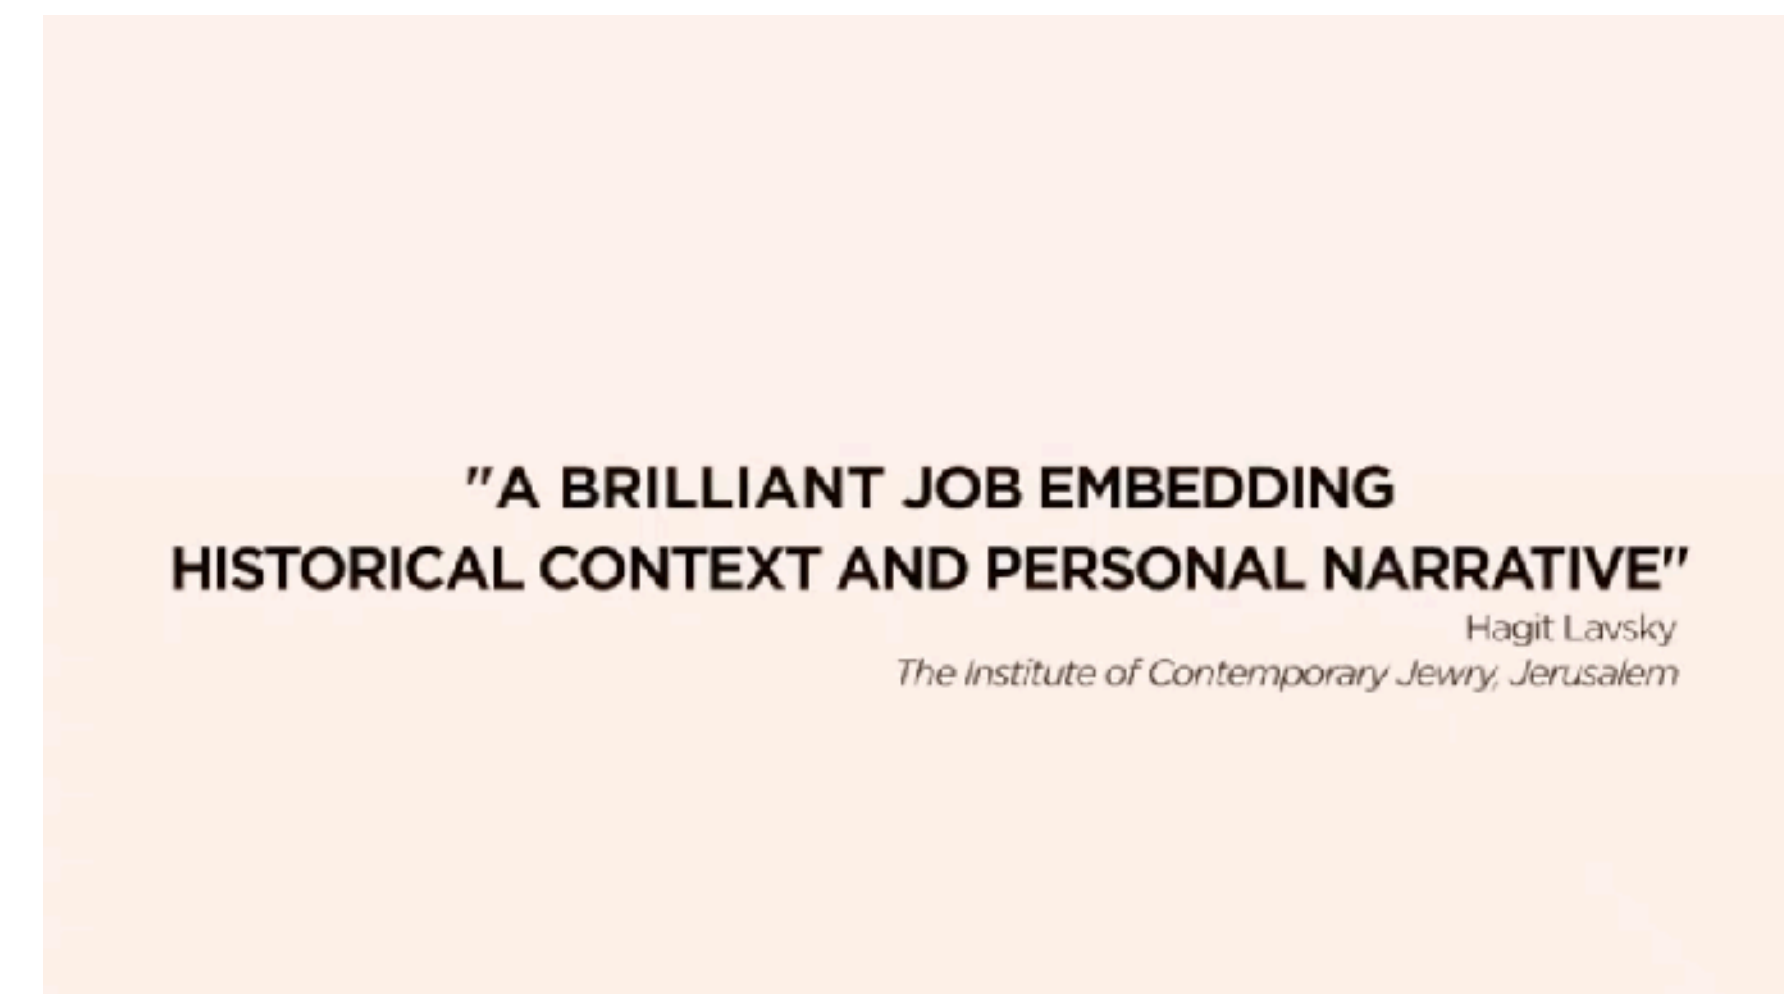 "A BRILLIANT JOB EMBEDDING
HISTORICAL CONTEXT AND PERSONAL NARRATIVE"
Hagit Lavsky
The Institute of Contemporary Jewry, Jerusalem